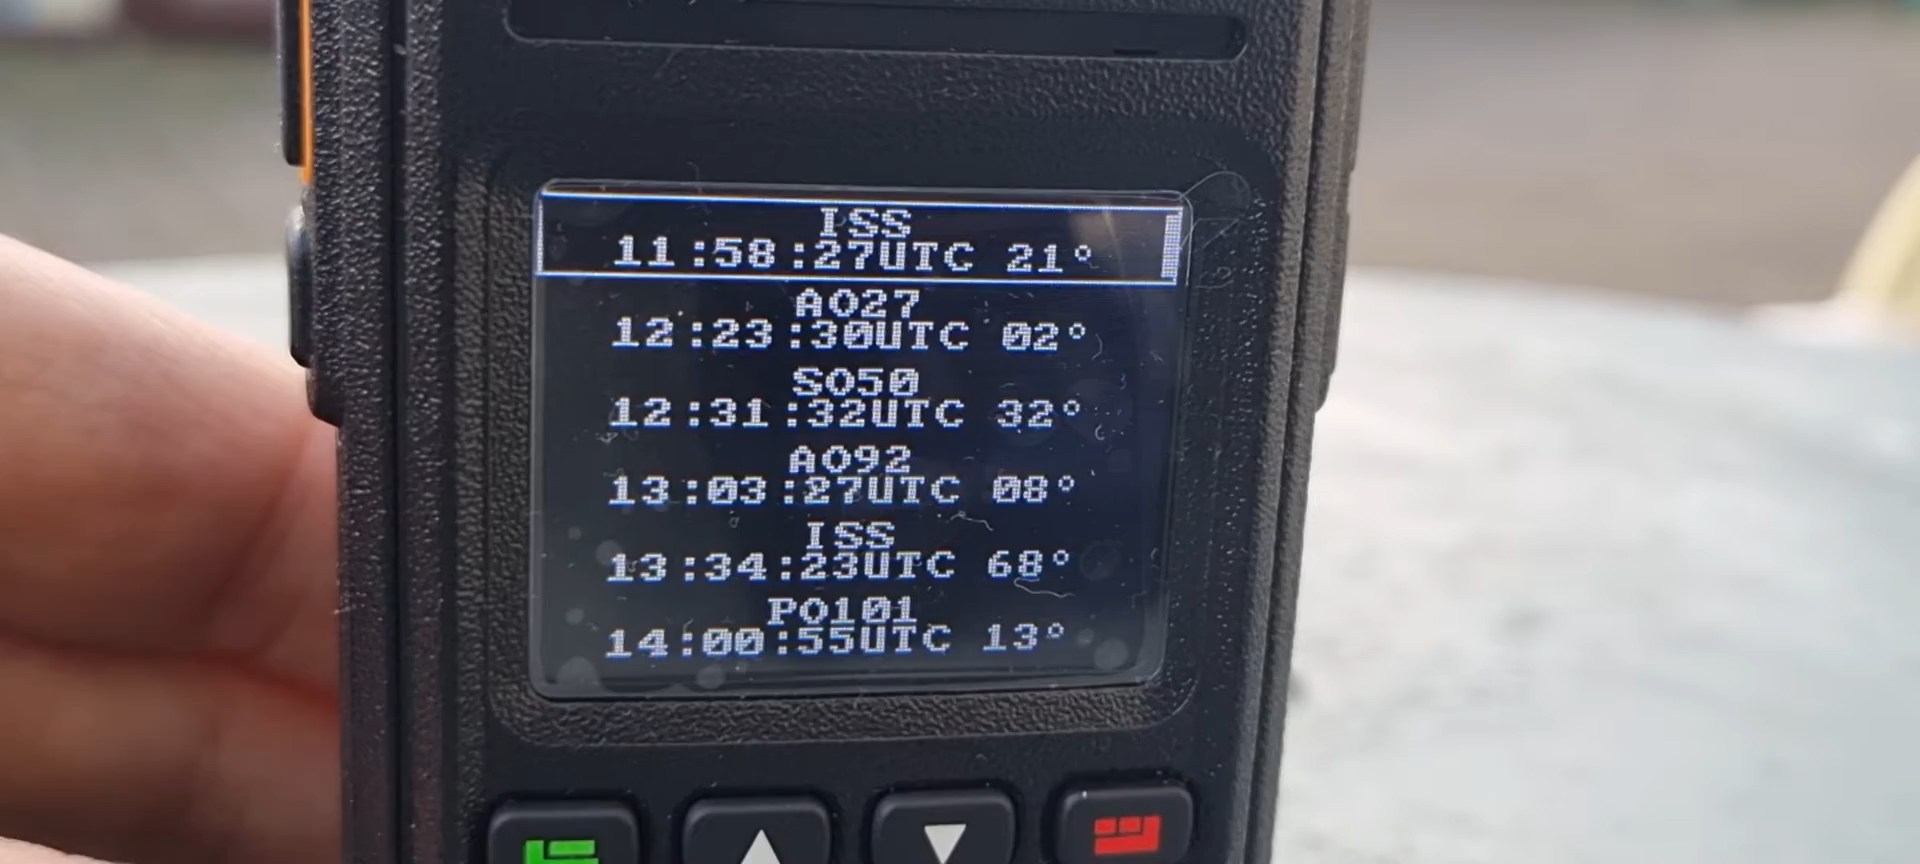 ISS
11:58:27UTC 21°
AO27
12:23:30UTC 02°
SO50
12:31:32UTC 32°
AO92
13:03:27UTC 08°
ISS
13:34:23UTC 68°
PO101
14:00:55UTC 13°